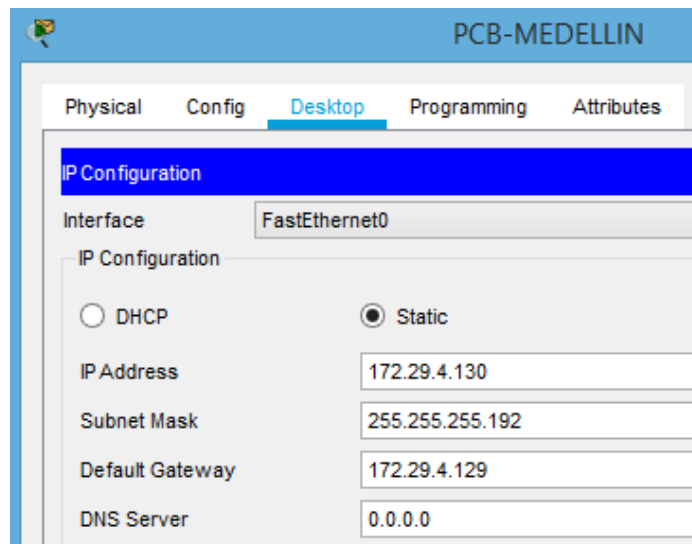 PCB-MEDELLIN
Physical Config Desktop Programming Attributes
IP Configuration
Interface FastEthernet0
IP Configuration
DHCP Static
IP Address 172.29.4.130
Subnet Mask 255.255.255.192
Default Gateway 172.29.4.129
DNS Server 0.0.0.0